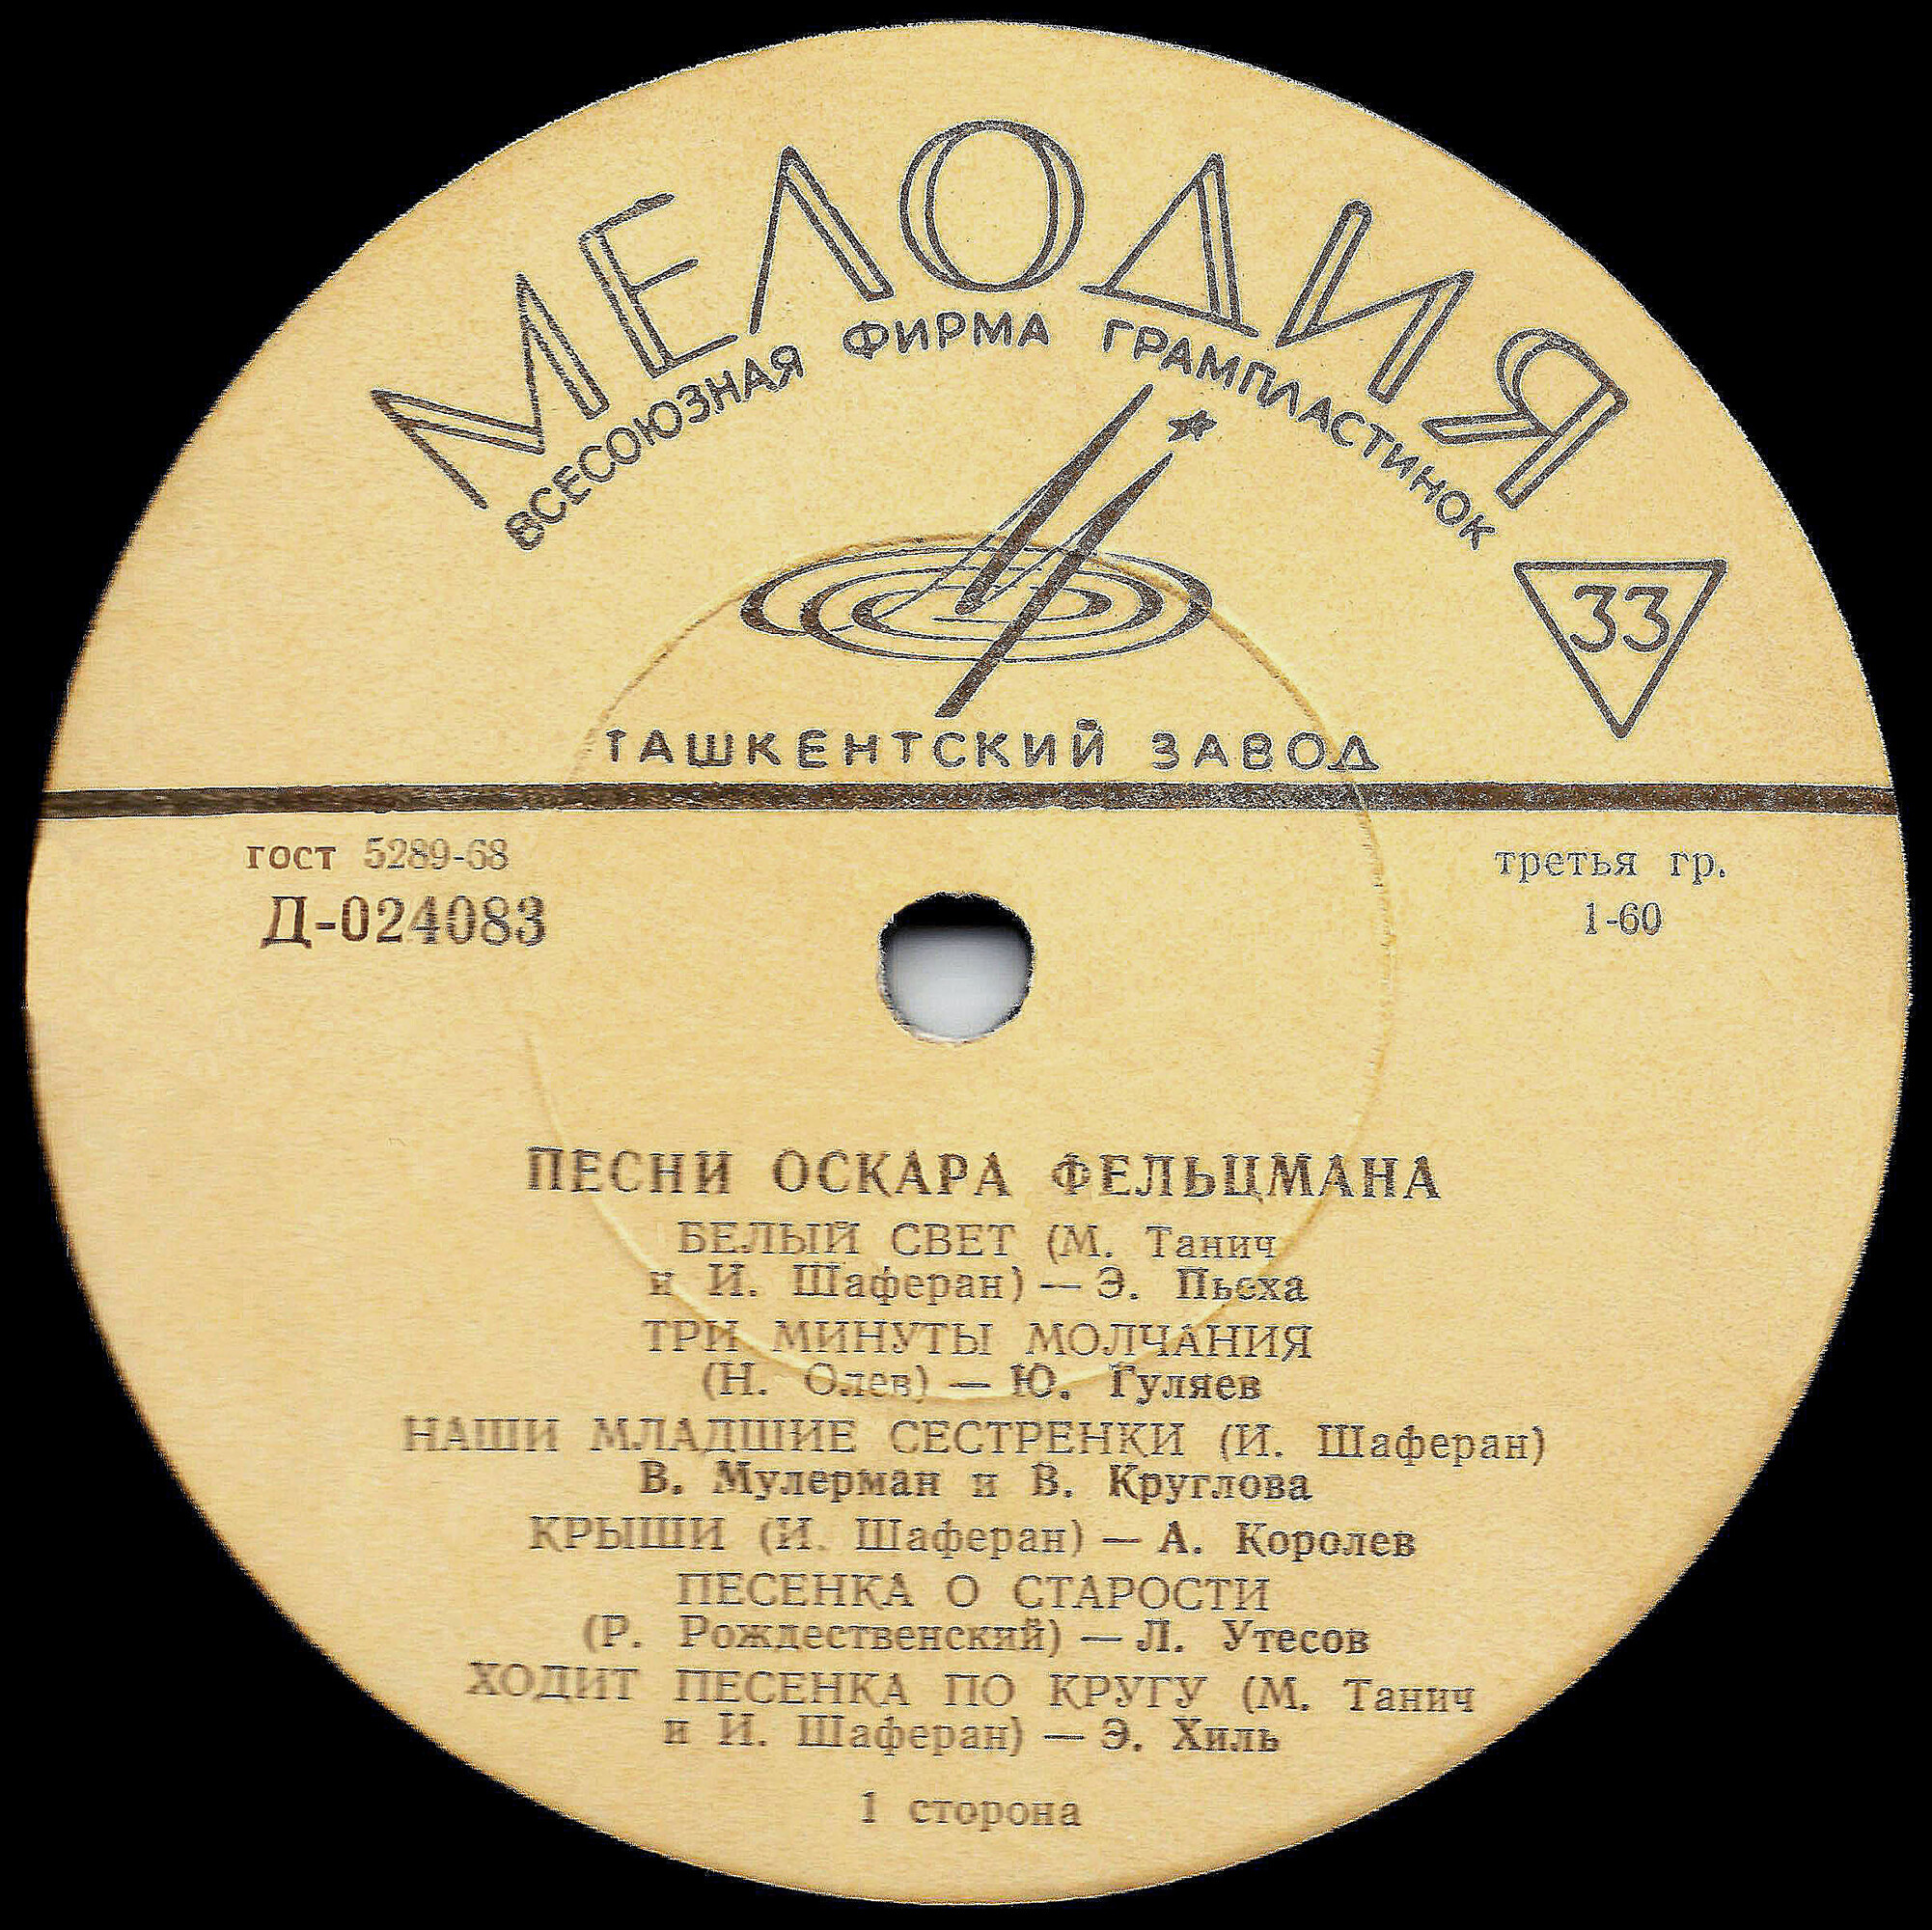 МЕЛОДИЯ
ВСЕСОЮЗНАЯ ФИРМА ГРАМПЛАСТИНОК
33
ТАШКЕНТСКИЙ ЗАВОД
гост 5289-68
третья гр.
Д-024083
1-60
ПЕСНИ ОСКАРА ФЕЛЬЦМАНА
БЕЛЫЙ СВЕТ (М. Танич
и И. Шаферан) — Э. Пьеха
ТРИ МИНУТЫ МОЛЧАНИЯ
(Н. Олев) — Ю. Гуляев
НАШИ МЛАДШИЕ СЕСТРЕНКИ (И. Шаферан)
В. Мулерман и В. Круглова
КРЫШИ (И. Шаферан) — А. Королев
ПЕСЕНКА О СТАРОСТИ
(Р. Рождественский) — Л. Утесов
ХОДИТ ПЕСЕНКА ПО КРУГУ (М. Танич
и И. Шаферан) — Э. Хиль
1 сторона